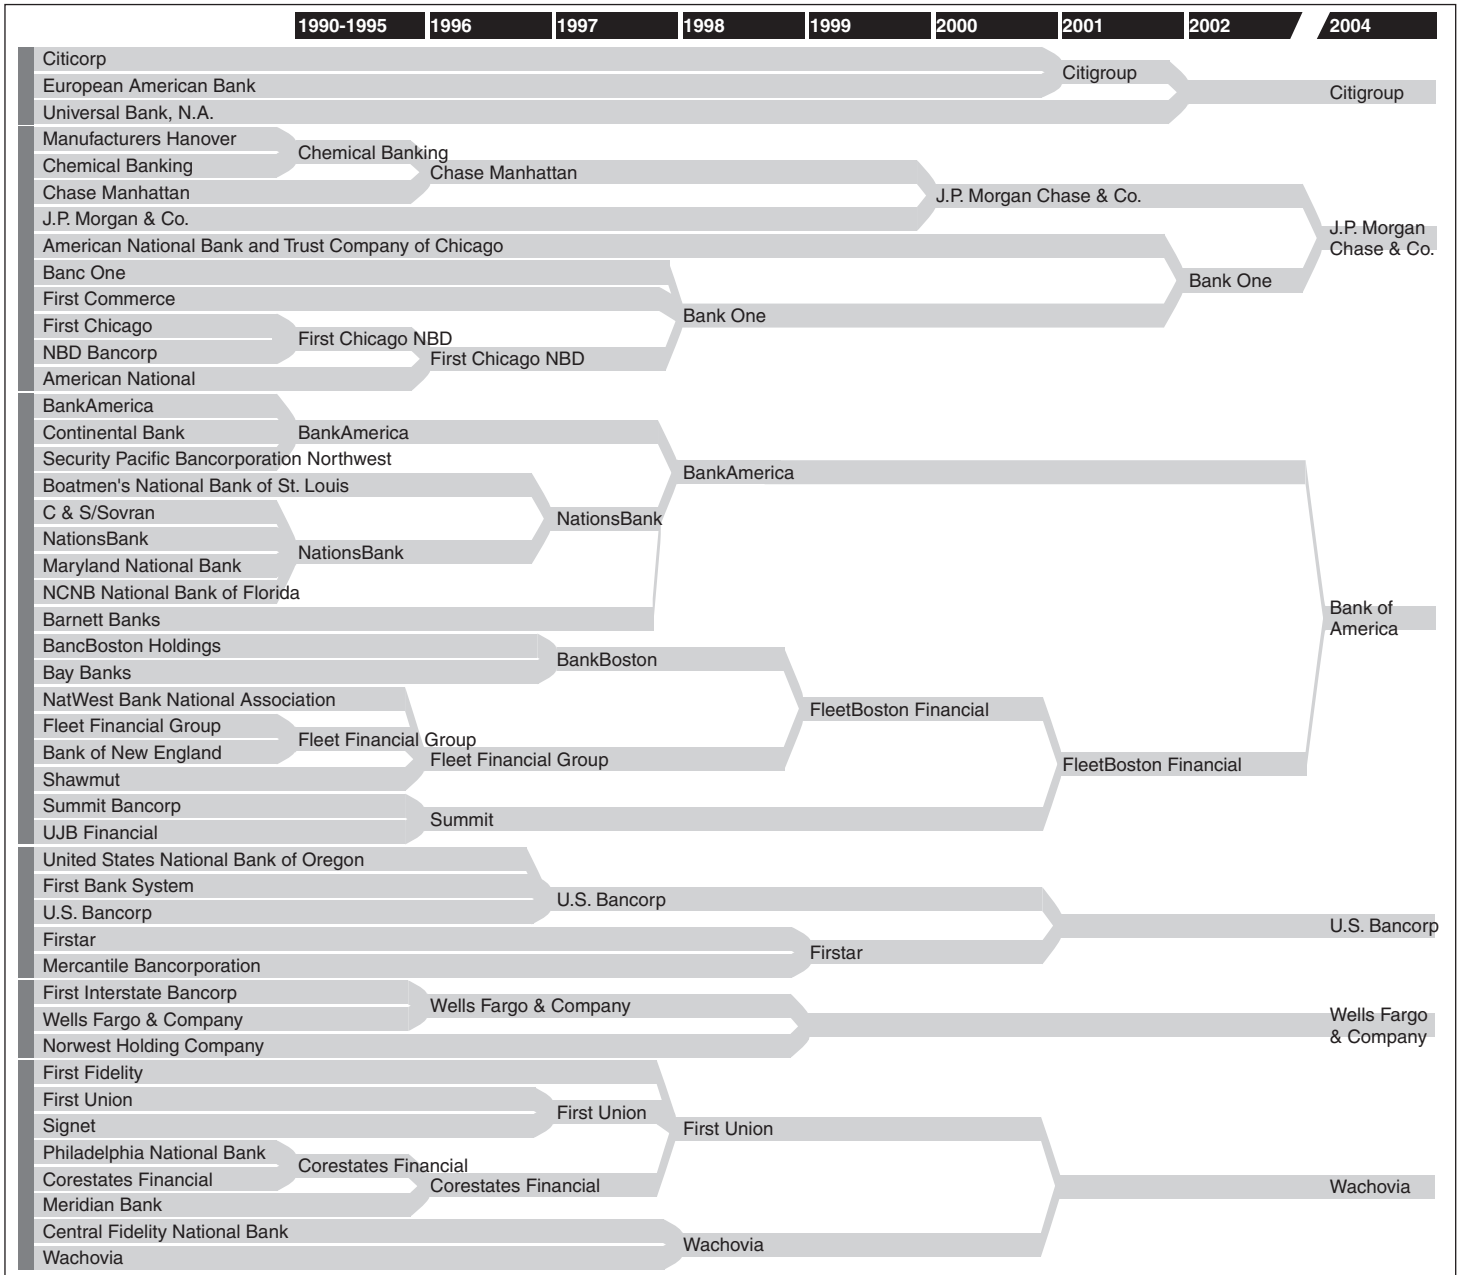 1990-1995 1996 1997 1998 1999 2000 2001 2002 2004
Citicorp
Citigroup
European American Bank
Citigroup
Universal Bank, N.A.
Manufacturers Hanover
Chemical Banking
Chemical Banking
Chase Manhattan
Chase Manhattan
J.P. Morgan Chase & Co.
J.P. Morgan & Co.
J.P. Morgan
Chase & Co.
American National Bank and Trust Company of Chicago
Banc One
Bank One
First Commerce
Bank One
First Chicago
First Chicago NBD
NBD Bancorp
First Chicago NBD
American National
BankAmerica
Continental Bank
BankAmerica
Security Pacific Bancorporation Northwest
BankAmerica
Boatmen's National Bank of St. Louis
C & S/Sovran
NationsBank
NationsBank
NationsBank
Maryland National Bank
NCNB National Bank of Florida
Bank of
America
Barnett Banks
BancBoston Holdings
BankBoston
Bay Banks
NatWest Bank National Association
FleetBoston Financial
Fleet Financial Group
Fleet Financial Group
Bank of New England
Fleet Financial Group
FleetBoston Financial
Shawmut
Summit Bancorp
Summit
UJB Financial
United States National Bank of Oregon
First Bank System
U.S. Bancorp
U.S. Bancorp
U.S. Bancorp
Firstar
Firstar
Mercantile Bancorporation
First Interstate Bancorp
Wells Fargo & Company
Wells Fargo & Company
Wells Fargo
& Company
Norwest Holding Company
First Fidelity
First Union
First Union
Signet
First Union
Philadelphia National Bank
Corestates Financial
Corestates Financial
Corestates Financial
Wachovia
Meridian Bank
Central Fidelity National Bank
Wachovia
Wachovia